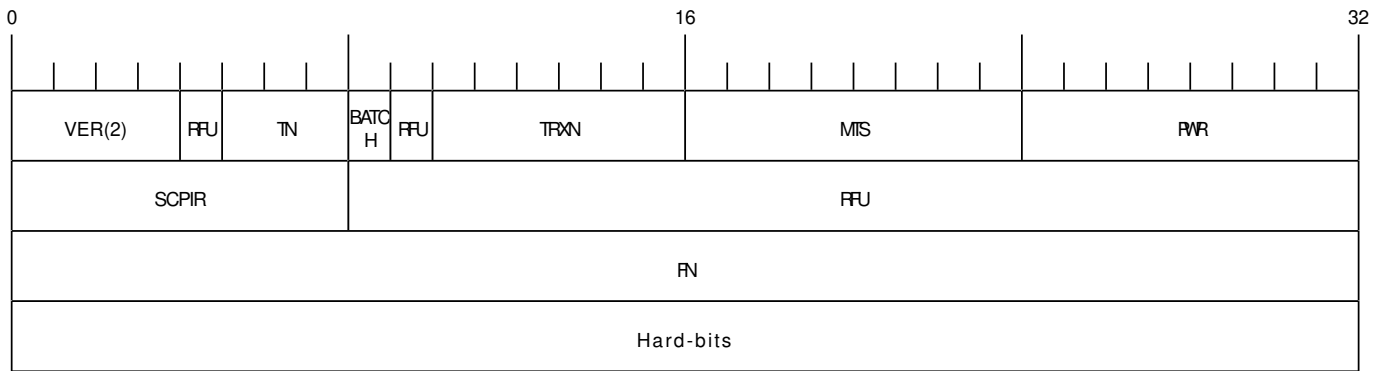 0 16 32
VER(2) RFU TN BATC
H RFU TRXN MTS PWR
SCPIR RFU
FN
Hard-bits